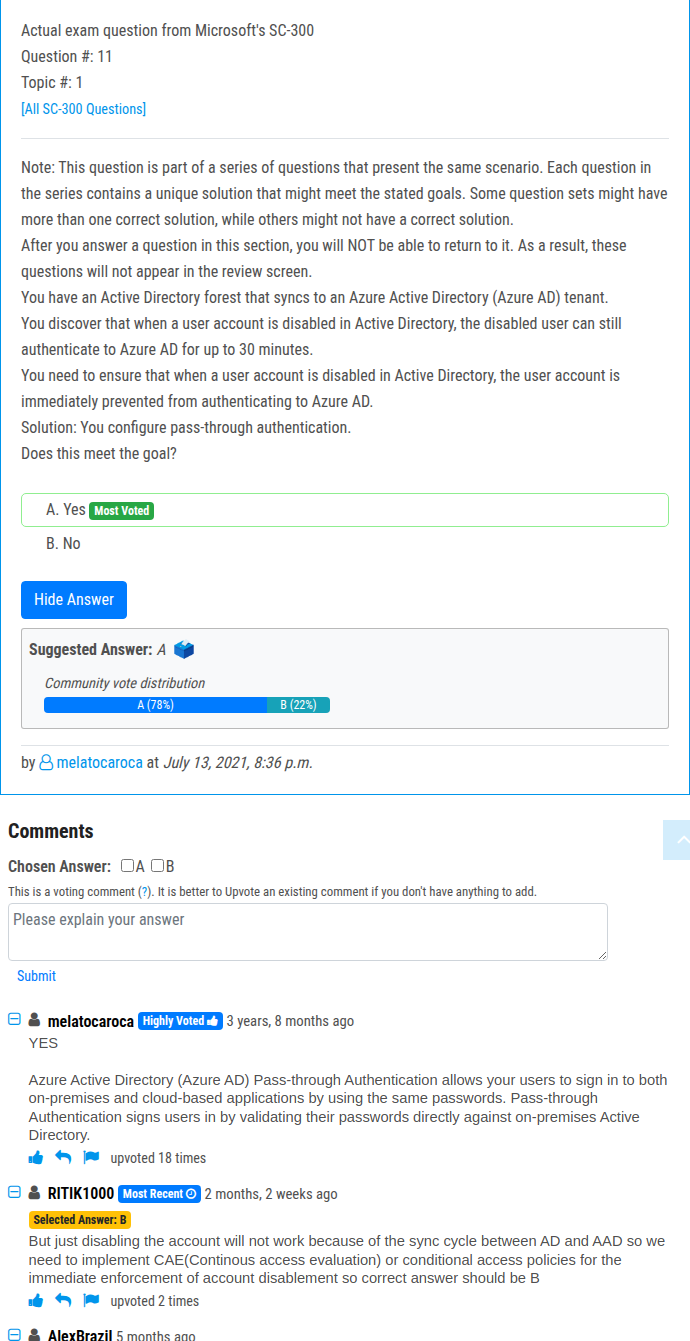 Actual exam question from Microsoft's SC-300
Question #: 11
Topic #: 1
[All SC-300 Questions]
Note: This question is part of a series of questions that present the same scenario. Each question in
the series contains a unique solution that might meet the stated goals. Some question sets might have
more than one correct solution, while others might not have a correct solution.
After you answer a question in this section, you will NOT be able to return to it. As a result, these
questions will not appear in the review screen.
You have an Active Directory forest that syncs to an Azure Active Directory (Azure AD) tenant.
You discover that when a user account is disabled in Active Directory, the disabled user can still
authenticate to Azure AD for up to 30 minutes.
You need to ensure that when a user account is disabled in Active Directory, the user account is
immediately prevented from authenticating to Azure AD.
Solution: You configure pass-through authentication.
Does this meet the goal?
A. Yes Most Voted
B. No
Hide Answer
Suggested Answer: A
Community vote distribution
A (78%) B (22%)
by melatocaroca at July 13, 2021, 8:36 p.m.
Comments
Chosen Answer: A B
This is a voting comment (?). It is better to Upvote an existing comment if you don't have anything to add.
Please explain your answer
Submit
melatocaroca Highly Voted 3 years, 8 months ago
YES
Azure Active Directory (Azure AD) Pass-through Authentication allows your users to sign in to both
on-premises and cloud-based applications by using the same passwords. Pass-through
Authentication signs users in by validating their passwords directly against on-premises Active
Directory.
upvoted 18 times
RITIK1000 Most Recent 2 months, 2 weeks ago
Selected Answer: B
But just disabling the account will not work because of the sync cycle between AD and AAD so we
need to implement CAE(Continous access evaluation) or conditional access policies for the
immediate enforcement of account disablement so correct answer should be B
upvoted 2 times
AlexBrazil 5 months ago